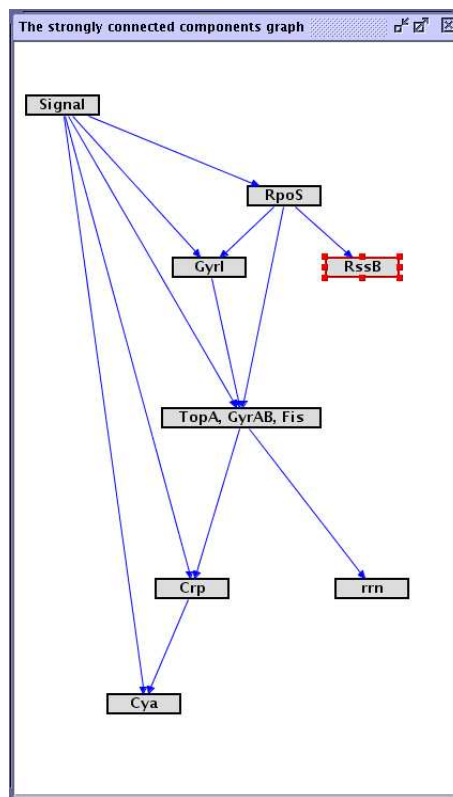 The strongly connected components graph
Signal
RpoS
GyrI
RssB
TopA, GyrAB, Fis
Crp
rrn
Cya